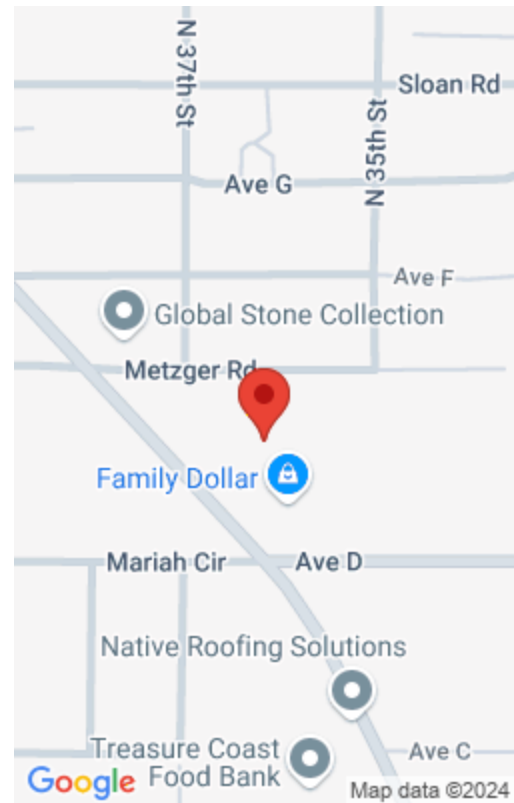 N 37th St
Sloan Rd
N 35th St
Ave G
Ave F
Global Stone Collection
Metzger Rd
Family Dollar
Mariah Cir
Ave D
Native Roofing Solutions
Treasure Coast
Food Bank
Ave C
Google
Map data ©2024